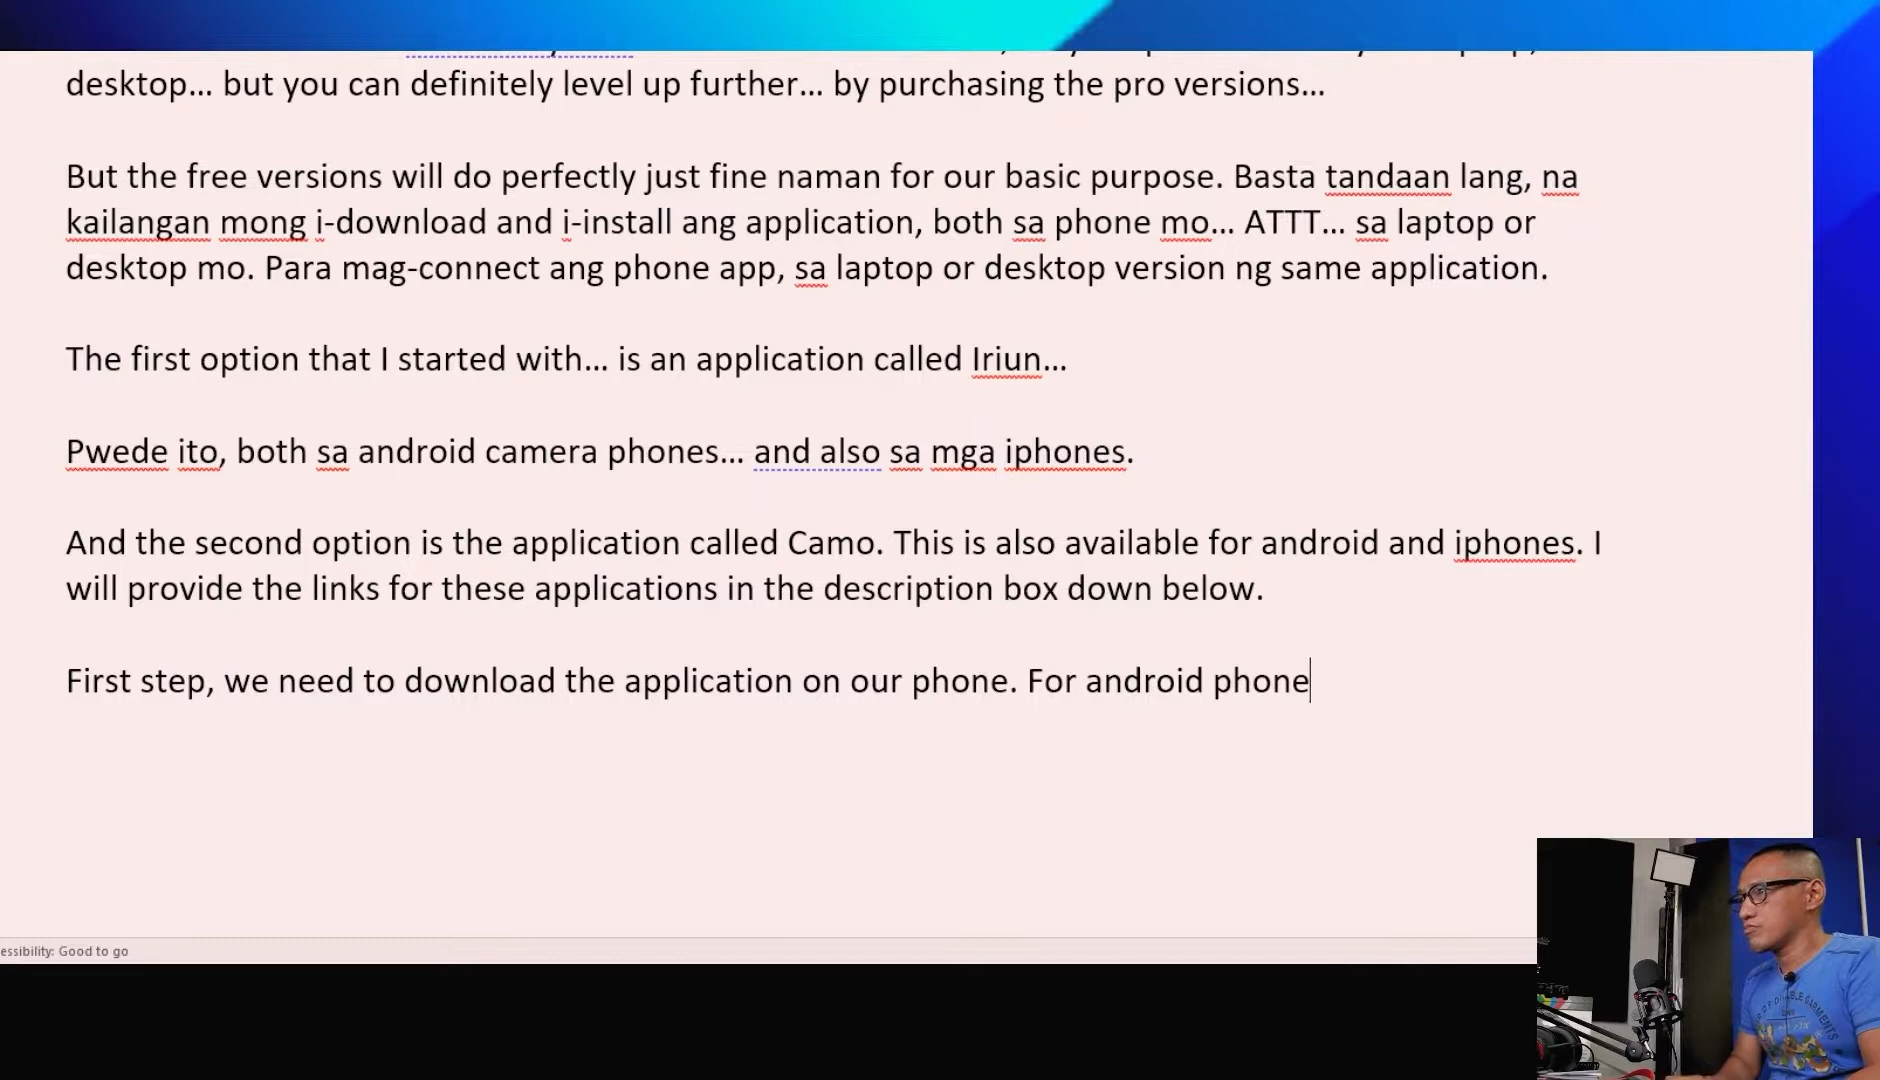 desktop... but you can definitely level up further... by purchasing the pro versions...
But the free versions will do perfectly just fine naman for our basic purpose. Basta tandaan lang, na
kailangan mong i-download and i-install ang application, both sa phone mo... ATTT... sa laptop or
desktop mo. Para mag-connect ang phone app, sa laptop or desktop version ng same application.
The first option that I started with... is an application called Iriun...
Pwede ito, both sa android camera phones... and also sa mga iphones.
And the second option is the application called Camo. This is also available for android and iphones. I
will provide the links for these applications in the description box down below.
First step, we need to download the application on our phone. For android phone
essibility: Good to go